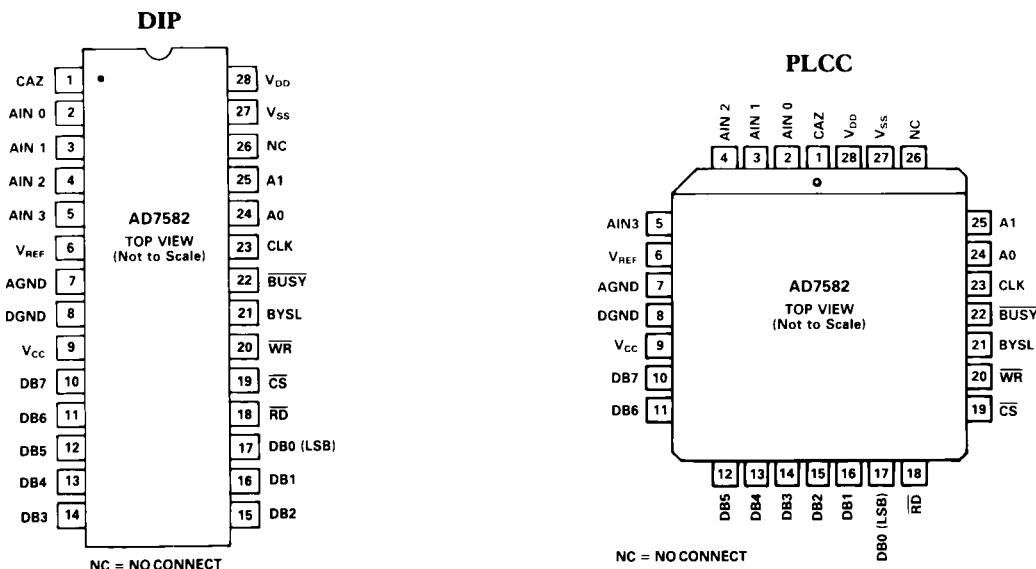 DIP
CAZ 1
AIN 0 2
AIN 1 3
AIN 2 4
AIN 3 5
VREF 6
AGND 7
DGND 8
VCC 9
DB7 10
DB6 11
DB5 12
DB4 13
DB3 14
AD7582
TOP VIEW
(Not to Scale)
28 VDD
27 VSS
26 NC
25 A1
24 A0
23 CLK
22 BUSY
21 BYSL
20 WR
19 CS
18 RD
17 DB0 (LSB)
16 DB1
15 DB2
NC = NO CONNECT
PLCC
AIN 2 AIN 1 AIN 0 CAZ VDD VSS NC
4 3 2 1 28 27 26
AIN3 5
VREF 6
AGND 7
DGND 8
VCC 9
DB7 10
DB6 11
AD7582
TOP VIEW
(Not to Scale)
25 A1
24 A0
23 CLK
22 BUSY
21 BYSL
20 WR
19 CS
12 13 14 15 16 17 18
DB5 DB4 DB3 DB2 DB1 DB0 (LSB) RD
NC = NO CONNECT